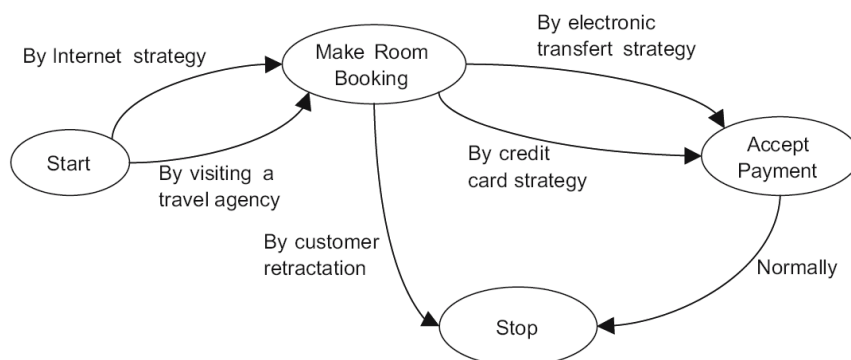 By Internet strategy
Make Room
Booking
By electronic
transfert strategy
Start
By visiting a
travel agency
By credit
card strategy
Accept
Payment
By customer
retractation
Normally
Stop